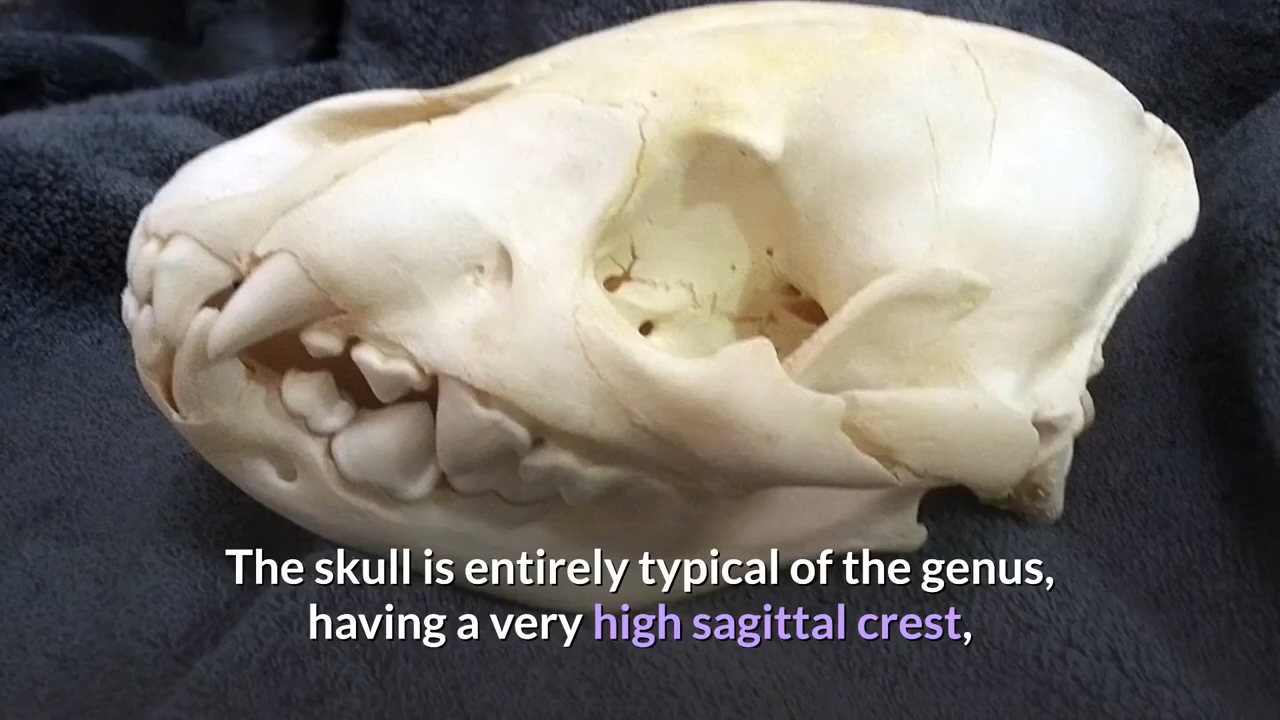 The skull is entirely typical of the genus,
having a very high sagittal crest,